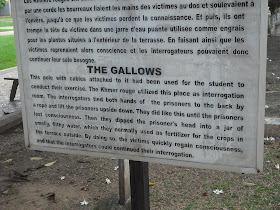 par une corde les tourneur liaient les mains des victimes au dos et soulevaient à
l'envers, jusqu'à ce que les victimes perdent la connaissance. Et puis, ils ont
trempé la tête du victime dans une jarre d'eau puante utilisée comme engrais
pour les plantes situées à l'extérieur de la terrasse. En faisant ainsi que les
victimes reprenaient alors conscience et les interrogateurs pouvaient donc
continuer leur sale besogne.
THE GALLOWS
This pole with cables attached to it had been used for the student to
conduct their exercise. The Khmer rouge utilized this place as interrogation
room. The interrogators tied both hands of the prisoners to the back by
a rope and lift the prisoners upside down. They did like this until the prisoners
lost consciousness. Then they dipped the prisoner's head into a jar of
smelly, filthy water, which they normally used as fertilizer for the crops in
the terrace outside. By doing so, the victims quickly regain consciousness,
and that the interrogators could continued their interrogation.